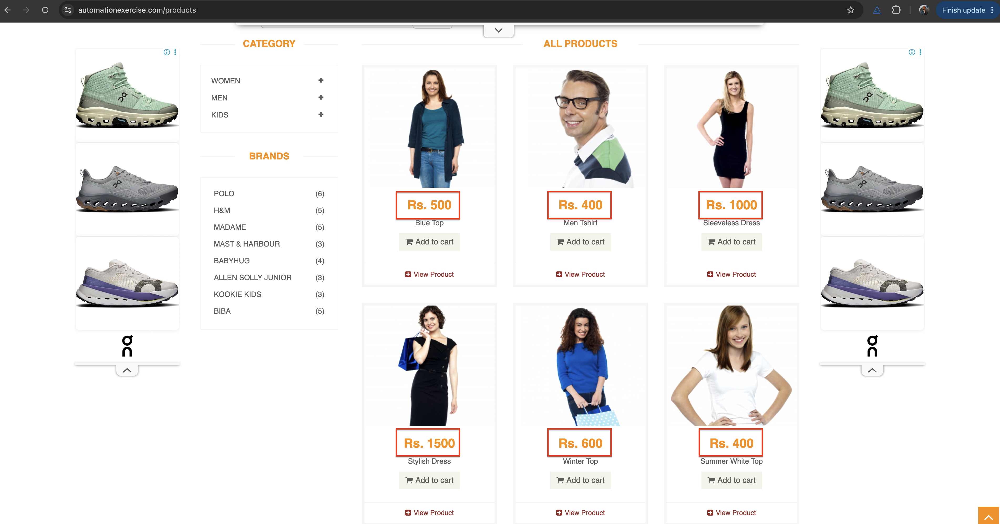 automationexercise.com/products
Finish update
CATEGORY
WOMEN
MEN
KIDS
BRANDS
POLO (6)
H&M (5)
MADAME (5)
MAST & HARBOUR (3)
BABYHUG (4)
ALLEN SOLLY JUNIOR (3)
KOOKIE KIDS (3)
BIBA (5)
ALL PRODUCTS
Rs. 500
Blue Top
Add to cart
View Product
Rs. 400
Men Tshirt
Add to cart
View Product
Rs. 1000
Sleeveless Dress
Add to cart
View Product
Rs. 1500
Stylish Dress
Add to cart
View Product
Rs. 600
Winter Top
Add to cart
View Product
Rs. 400
Summer White Top
Add to cart
View Product